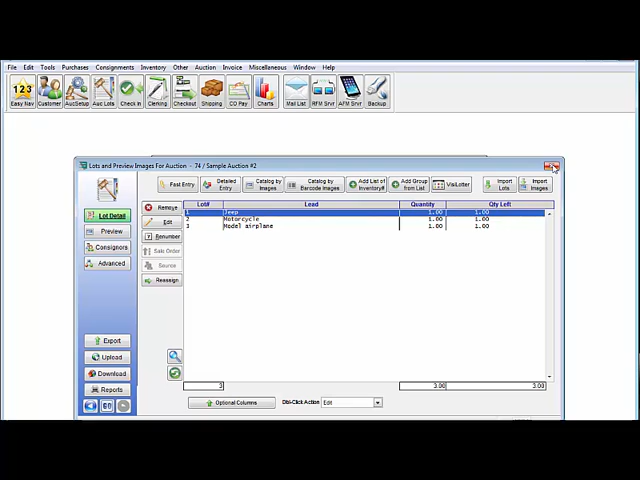 File Edit Tools Purchases Consignments Inventory Other Auction Invoice Miscellaneous Window Help
123
Easy Nav Customer AucSetup Auc Lots Check In Clerking Checkout Shipping CO Pay Charts Mail List RFM Srvr AFM Srvr Backup
Lots and Preview Images For Auction - 74 / Sample Auction #2
Fast Entry Detailed Entry Catalog by Images Catalog by Barcode Images Add List of Inventory# Add Group from List VisiLotter Import Lots Import Images
Lot# Lead Quantity Qty Left
1 Jeep 1.00 1.00
2 Motorcycle 1.00 1.00
3 Model airplane 1.00 1.00
Lot Detail
Preview
Consignors
Advanced
Remove
Edit
Renumber
Sale Order
Source
Reassign
Export
Upload
Download
Reports
3 3.00 3.00
Optional Columns Dbl-Click Action: Edit